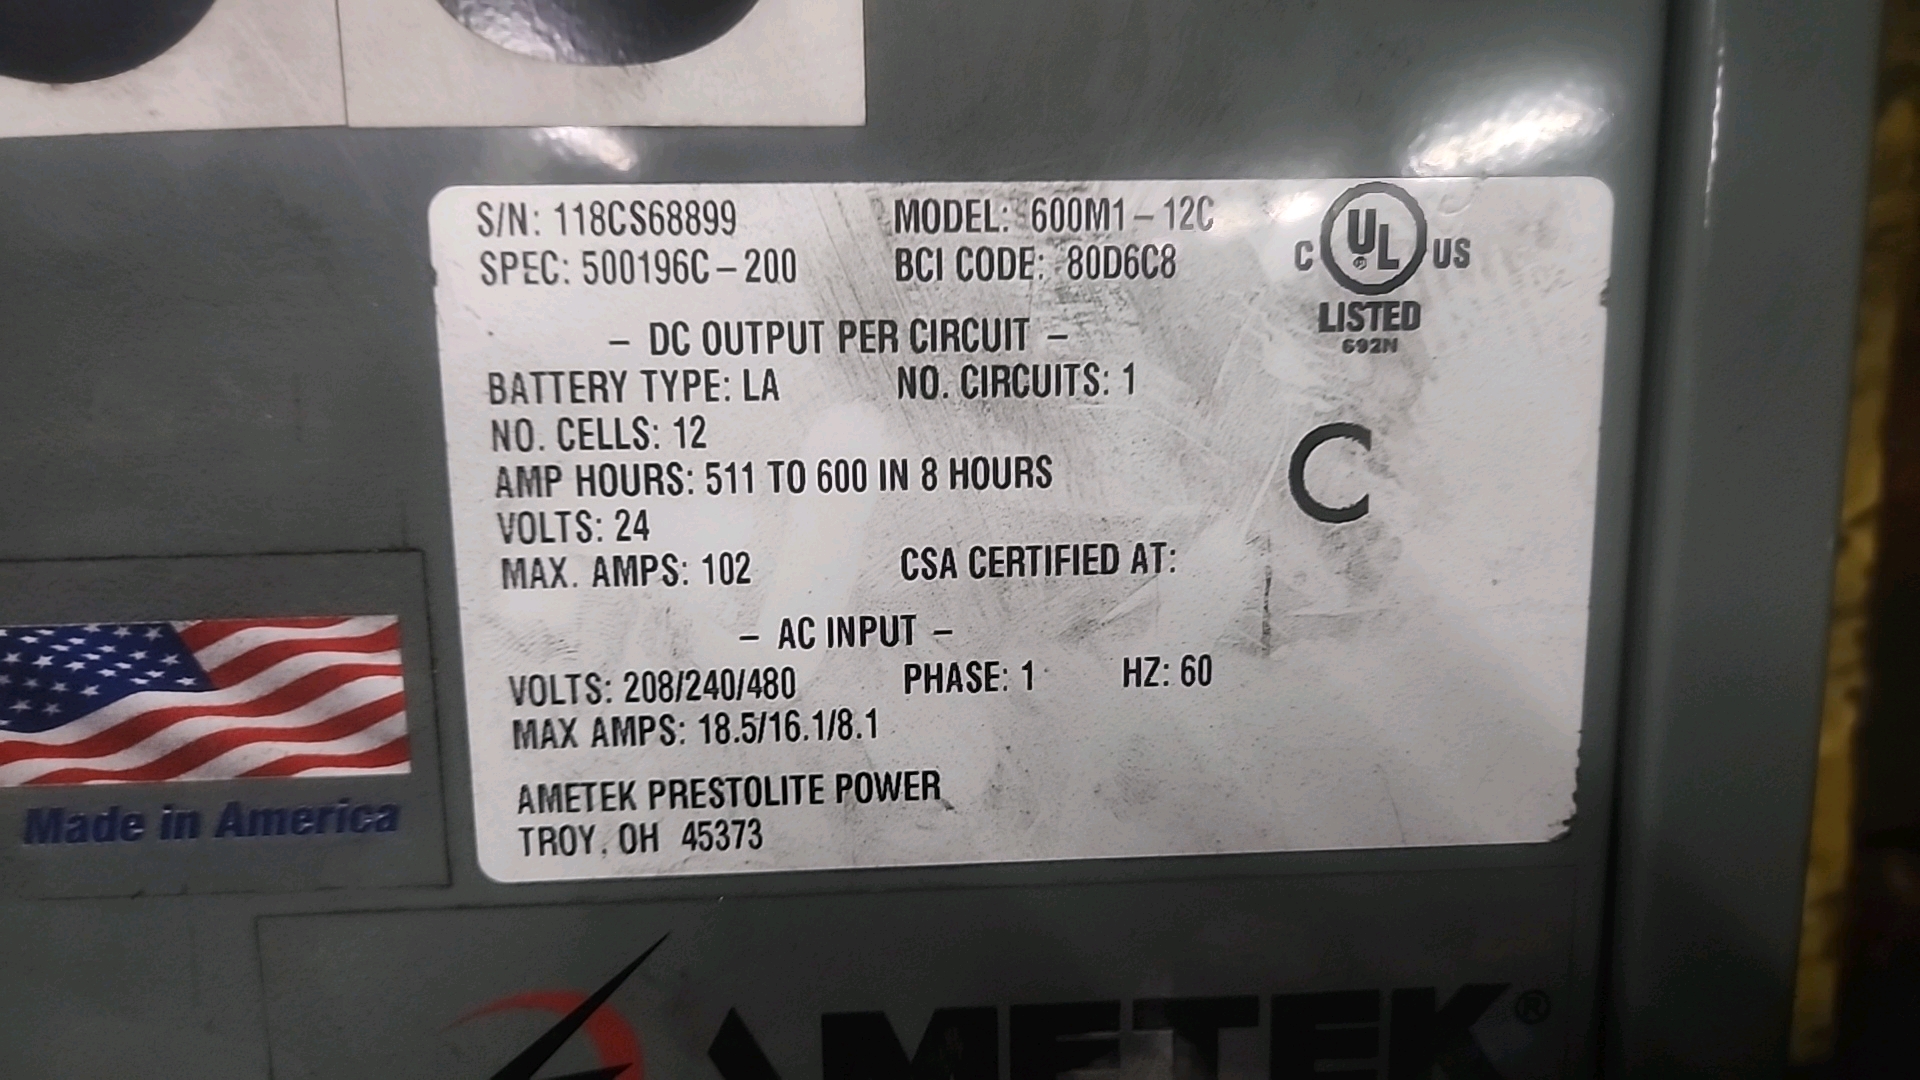 S/N: 118CS68899 MODEL: 600M1-12C
SPEC: 500196C-200 BCI CODE: 80D6C8
C UL US
LISTED
692N
- DC OUTPUT PER CIRCUIT -
BATTERY TYPE: LA NO. CIRCUITS: 1
NO. CELLS: 12
AMP HOURS: 511 TO 600 IN 8 HOURS
VOLTS: 24
C
MAX. AMPS: 102 CSA CERTIFIED AT:
- AC INPUT -
VOLTS: 208/240/480 PHASE: 1 HZ: 60
MAX AMPS: 18.5/16.1/8.1
AMETEK PRESTOLITE POWER
TROY, OH 45373
Made in America
AMETEK®